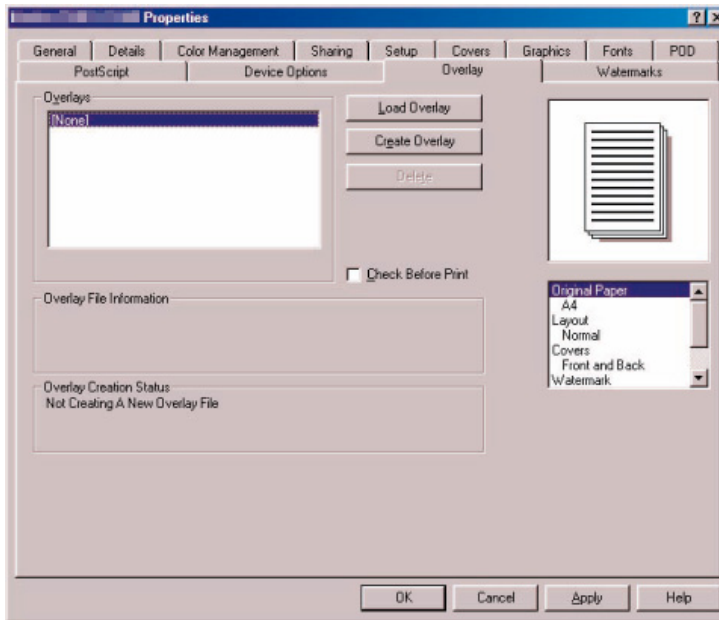 Properties
General Details Color Management Sharing Setup Covers Graphics Fonts POD
PostScript Device Options Overlay Watermarks
Overlays
[None]
Load Overlay
Create Overlay
Delete
Check Before Print
Overlay File Information
Overlay Creation Status
Not Creating A New Overlay File
Original Paper
A4
Layout
Normal
Covers
Front and Back
Watermark
OK Cancel Apply Help